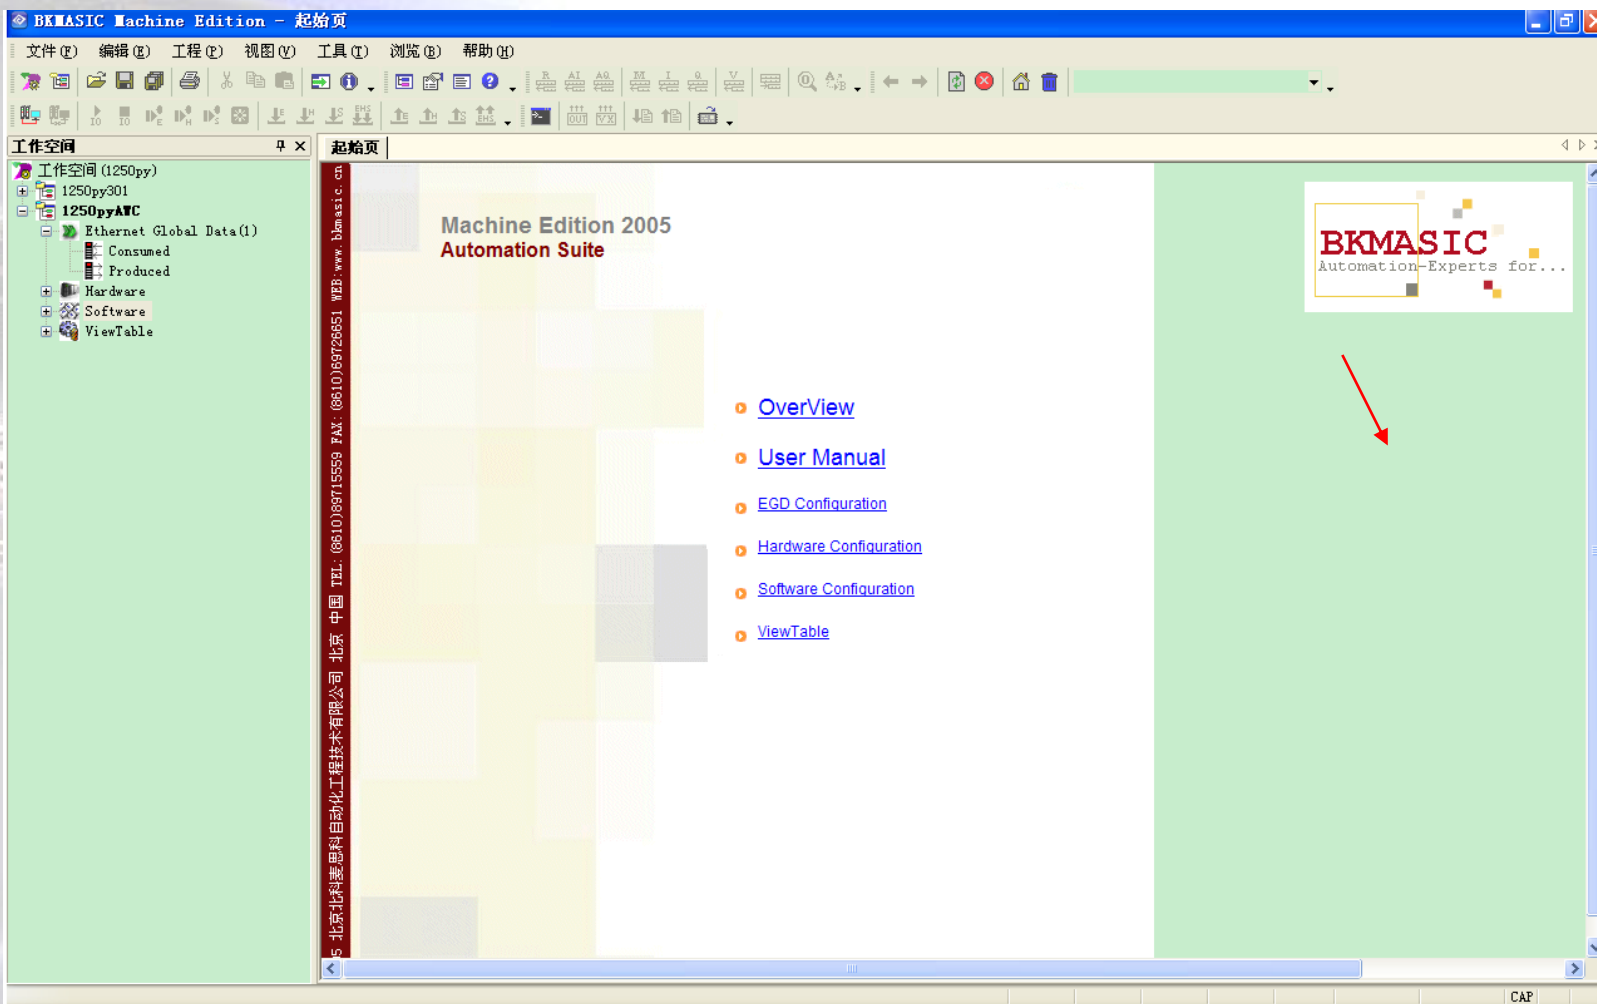 BKMASIC Machine Edition - 起始页
文件(F) 编辑(E) 工程(P) 视图(V) 工具(T) 浏览(B) 帮助(H)
工作空间
起始页
工作空间 (1250py)
1250py301
1250pyAWC
Ethernet Global Data(1)
Consumed
Produced
Hardware
Software
ViewTable
05 北京北科麦思科自动化工程技术有限公司 北京 中国 TEL: (8610)89715559 FAX: (8610)69726651 WEB:www.bkmasic.cn
Machine Edition 2005
Automation Suite
BKMASIC
Automation-Experts for...
OverView
User Manual
EGD Configuration
Hardware Configuration
Software Configuration
ViewTable
CAP